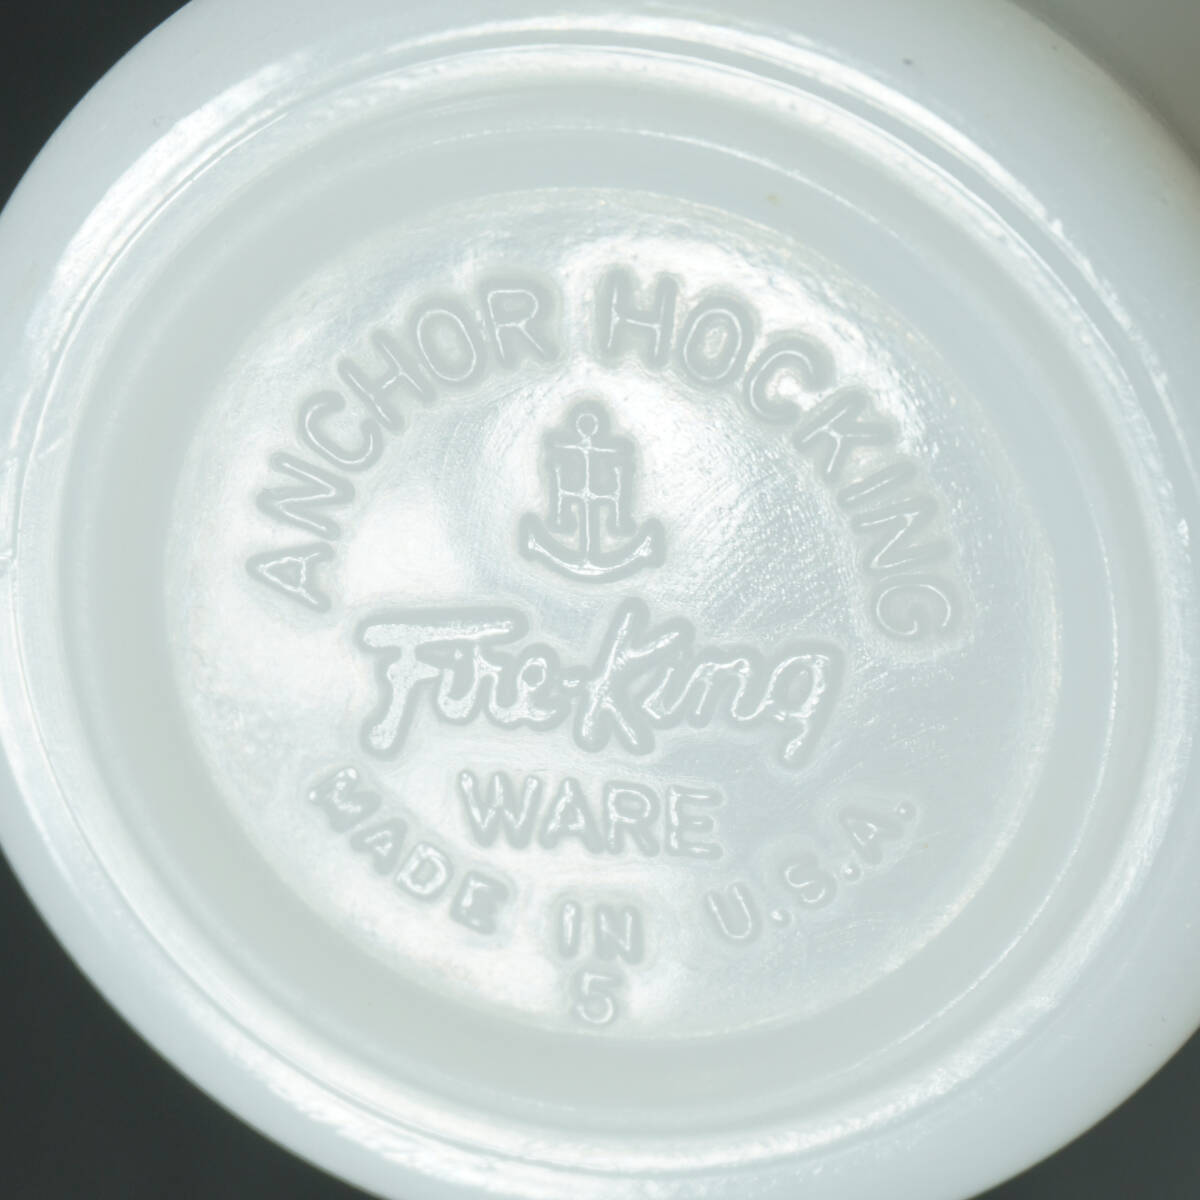 ANCHOR HOCKING
H
Fire-King
WARE
MADE IN U.S.A.
5